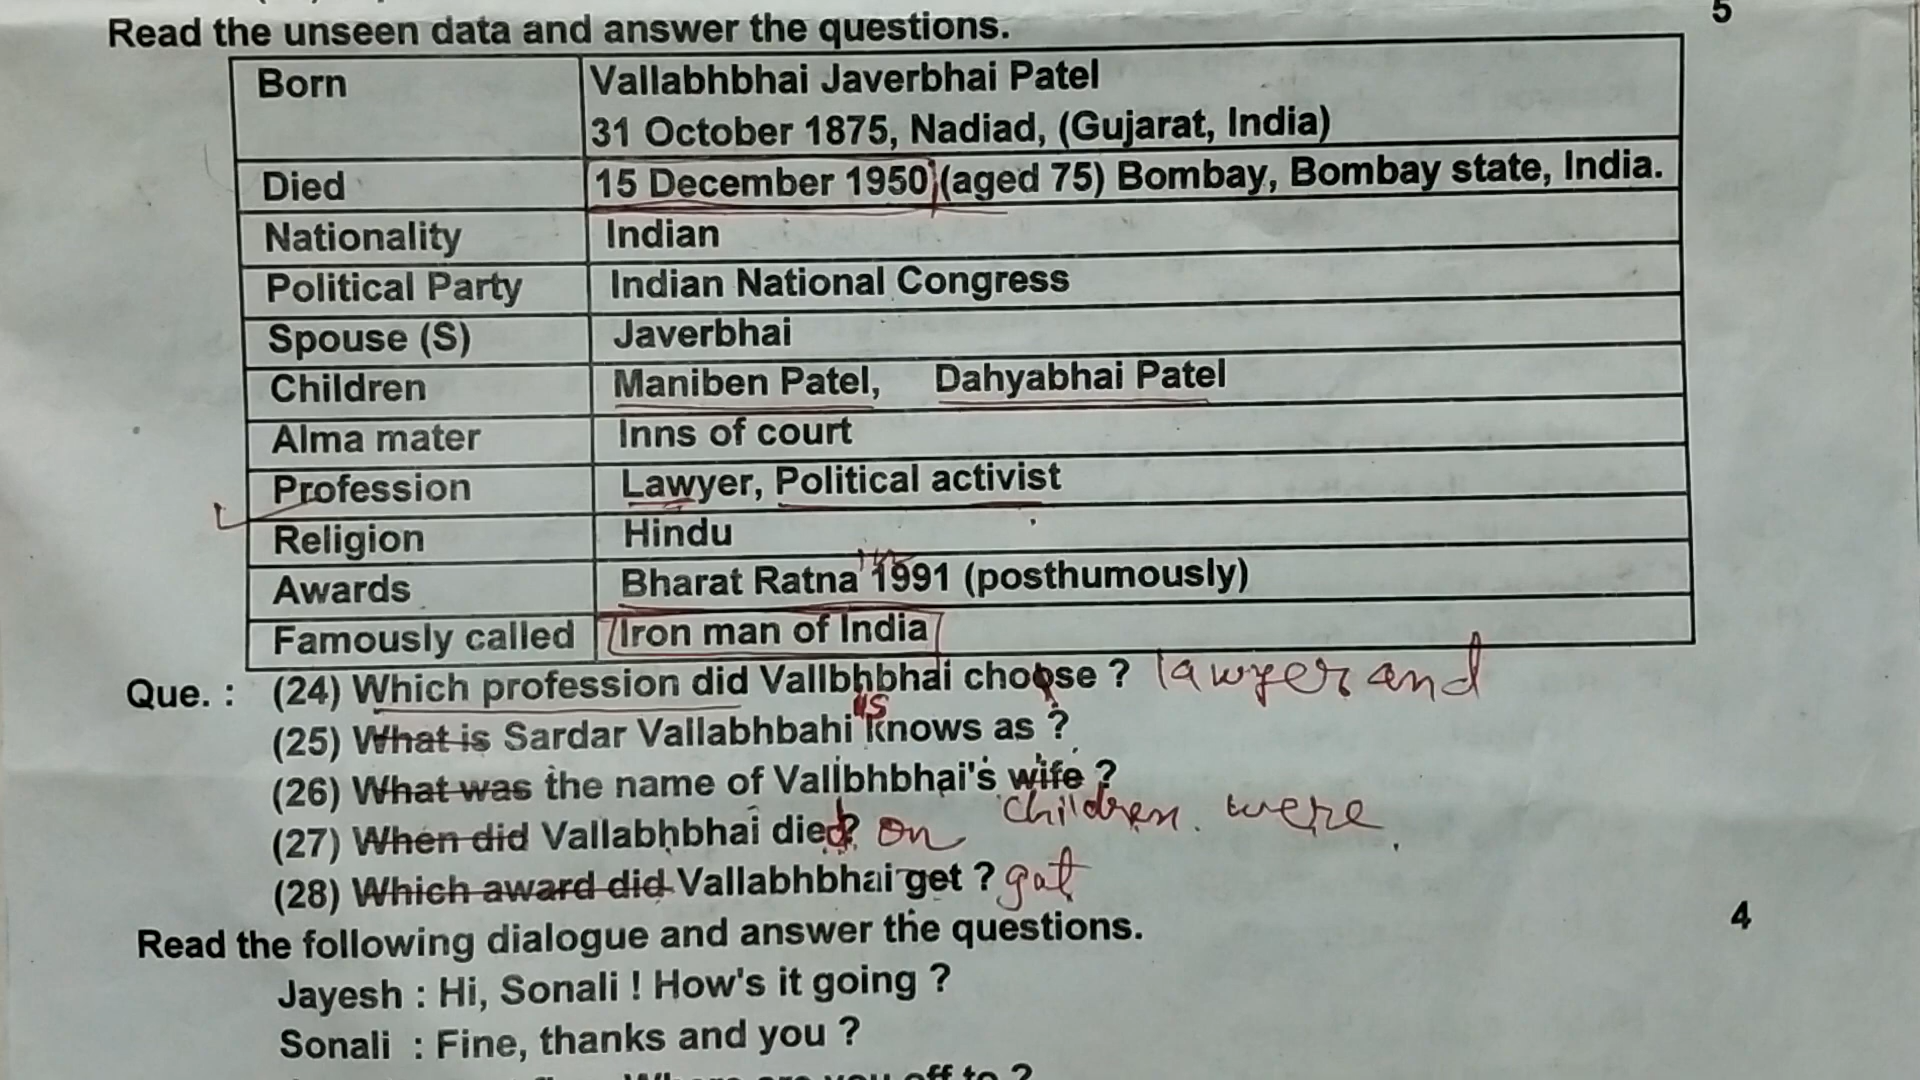 Read the unseen data and answer the questions. 5
Born Vallabhbhai Javerbhai Patel
31 October 1875, Nadiad, (Gujarat, India)
Died 15 December 1950 (aged 75) Bombay, Bombay state, India.
Nationality Indian
Political Party Indian National Congress
Spouse (S) Javerbhai
Children Maniben Patel, Dahyabhai Patel
Alma mater Inns of court
Profession Lawyer, Political activist
Religion Hindu
Awards Bharat Ratna 1991 (posthumously)
Famously called Iron man of India
Que. : (24) Which profession did Vallbhbhai choose ? lawyer and
is
(25) What is Sardar Vallabhbahi knows as ?
(26) What was the name of Vallbhbhai's wife ?
children were
(27) When did Vallabhbhai died? on
(28) Which award did Vallabhbhai get ? got
Read the following dialogue and answer the questions. 4
Jayesh : Hi, Sonali ! How's it going ?
Sonali : Fine, thanks and you ?
Where are you off to ?